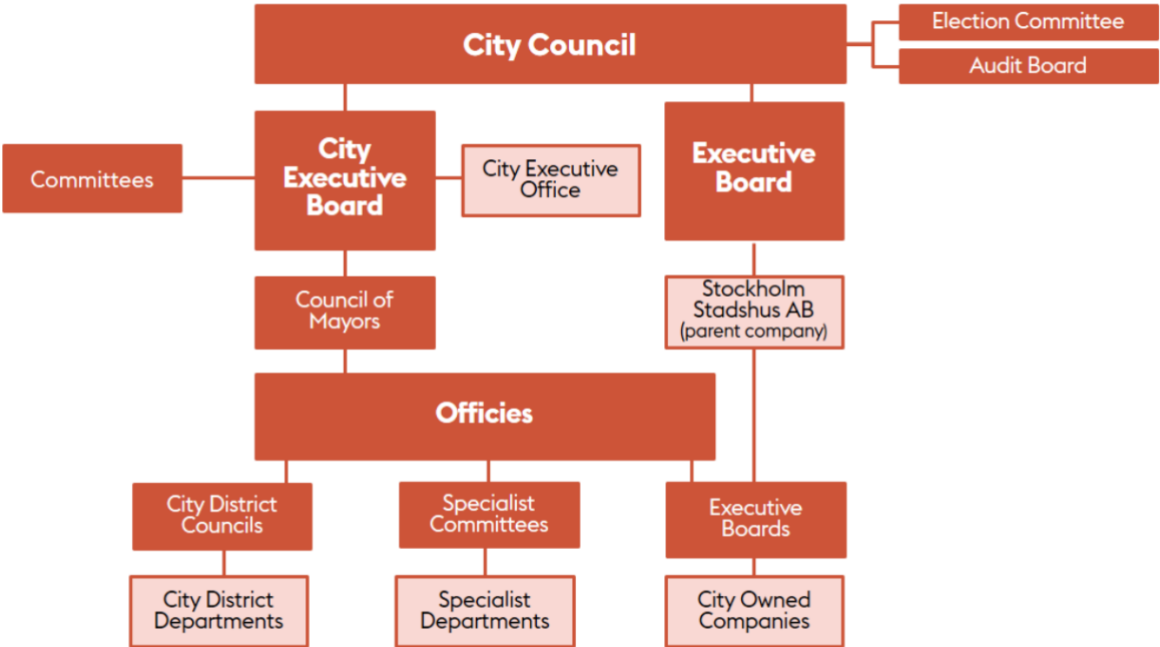 City Council
Election Committee
Audit Board
Committees
City
Executive
Board
City Executive
Office
Executive
Board
Council of
Mayors
Stockholm
Stadshus AB
(parent company)
Officies
City District
Councils
Specialist
Committees
Executive
Boards
City District
Departments
Specialist
Departments
City Owned
Companies